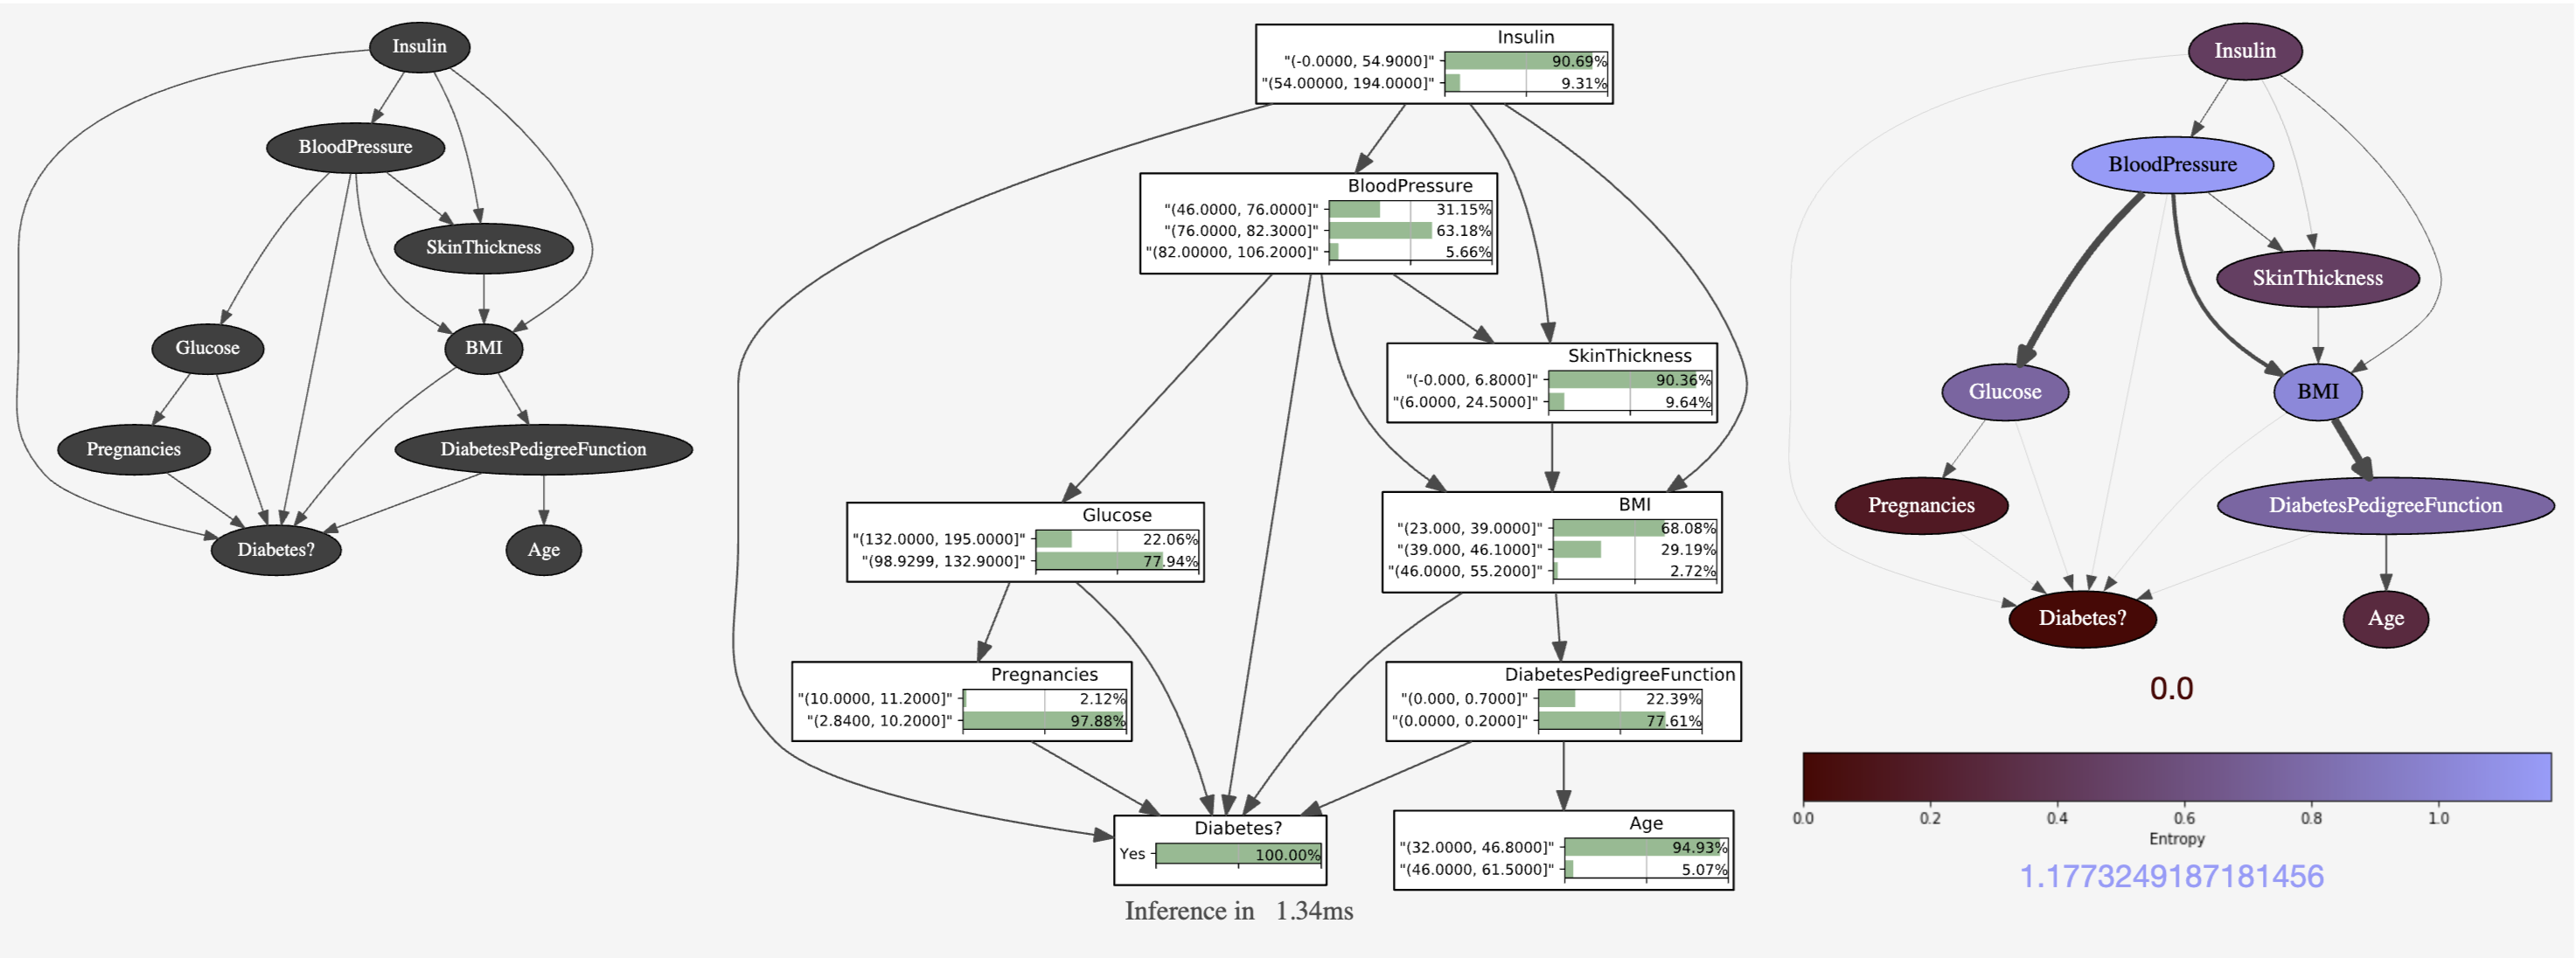 Insulin
BloodPressure
SkinThickness
Glucose
BMI
Pregnancies
DiabetesPedigreeFunction
Diabetes?
Age
Insulin
"(-0.0000, 54.9000]" 90.69%
"(54.00000, 194.0000]" 9.31%
BloodPressure
"(46.0000, 76.0000]" 31.15%
"(76.0000, 82.3000]" 63.18%
"(82.00000, 106.2000]" 5.66%
SkinThickness
"(-0.000, 6.8000]" 90.36%
"(6.0000, 24.5000]" 9.64%
Glucose
"(132.0000, 195.0000]" 22.06%
"(98.9299, 132.9000]" 77.94%
BMI
"(23.000, 39.0000]" 68.08%
"(39.000, 46.1000]" 29.19%
"(46.0000, 55.2000]" 2.72%
Pregnancies
"(10.0000, 11.2000]" 2.12%
"(2.8400, 10.2000]" 97.88%
DiabetesPedigreeFunction
"(0.000, 0.7000]" 22.39%
"(0.0000, 0.2000]" 77.61%
Diabetes?
Yes 100.00%
Age
"(32.0000, 46.8000]" 94.93%
"(46.0000, 61.5000]" 5.07%
Inference in 1.34ms
Insulin
BloodPressure
SkinThickness
Glucose
BMI
Pregnancies
DiabetesPedigreeFunction
Diabetes?
Age
0.0
0.0 0.2 0.4 0.6 0.8 1.0
Entropy
1.1773249187181456